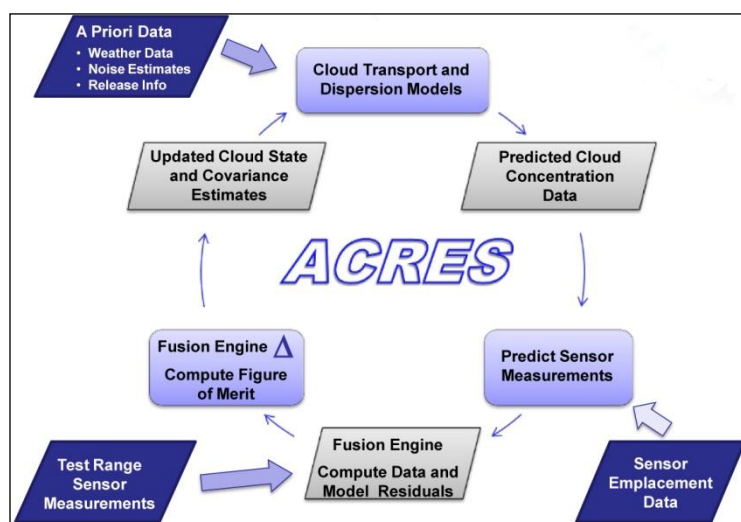 A Priori Data
• Weather Data
• Noise Estimates
• Release Info
Cloud Transport and
Dispersion Models
Updated Cloud State
and Covariance
Estimates
Predicted Cloud
Concentration
Data
ACRES
Fusion Engine Δ
Compute Figure
of Merit
Predict Sensor
Measurements
Test Range
Sensor
Measurements
Fusion Engine
Compute Data and
Model Residuals
Sensor
Emplacement
Data